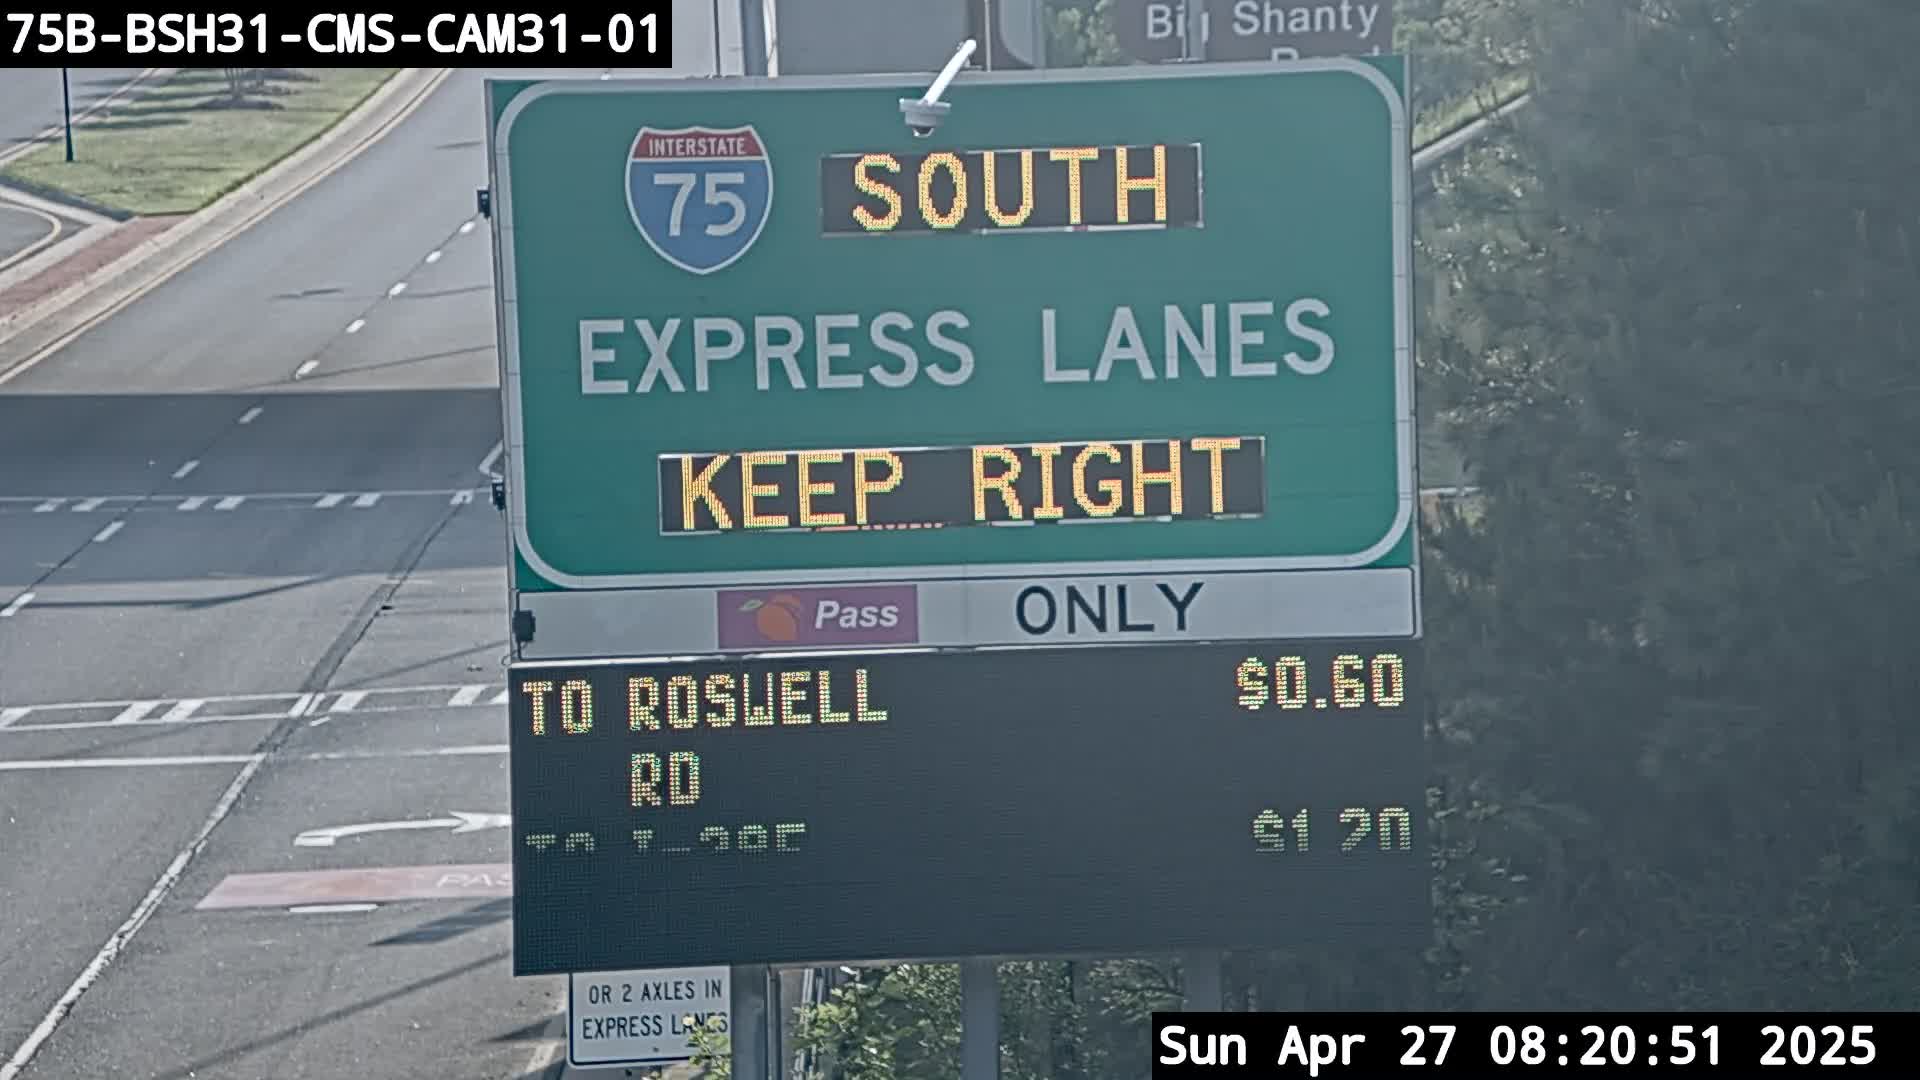 75B-BSH31-CMS-CAM31-01
Big Shanty
INTERSTATE
75
SOUTH
EXPRESS LANES
KEEP RIGHT
Pass ONLY
TO ROSWELL $0.60
RD
OR 2 AXLES IN
EXPRESS LANES
Sun Apr 27 08:20:51 2025